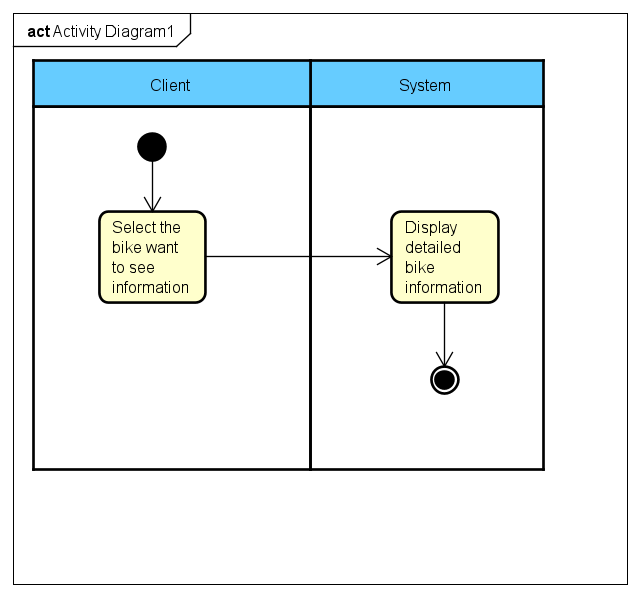 act Activity Diagram1
Client
System
Select the
bike want
to see
information
Display
detailed
bike
information